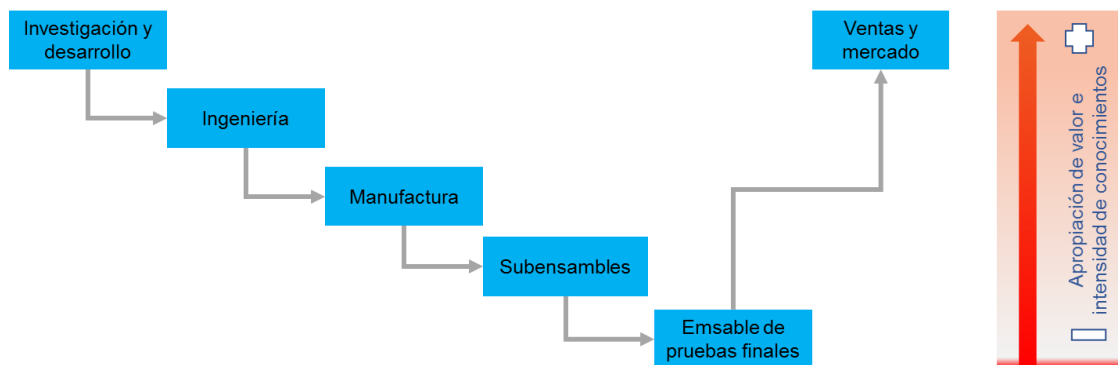 Investigación y
desarrollo
Ingeniería
Manufactura
Subensambles
Emsable de
pruebas finales
Ventas y
mercado
Apropiación de valor e
intensidad de conocimientos